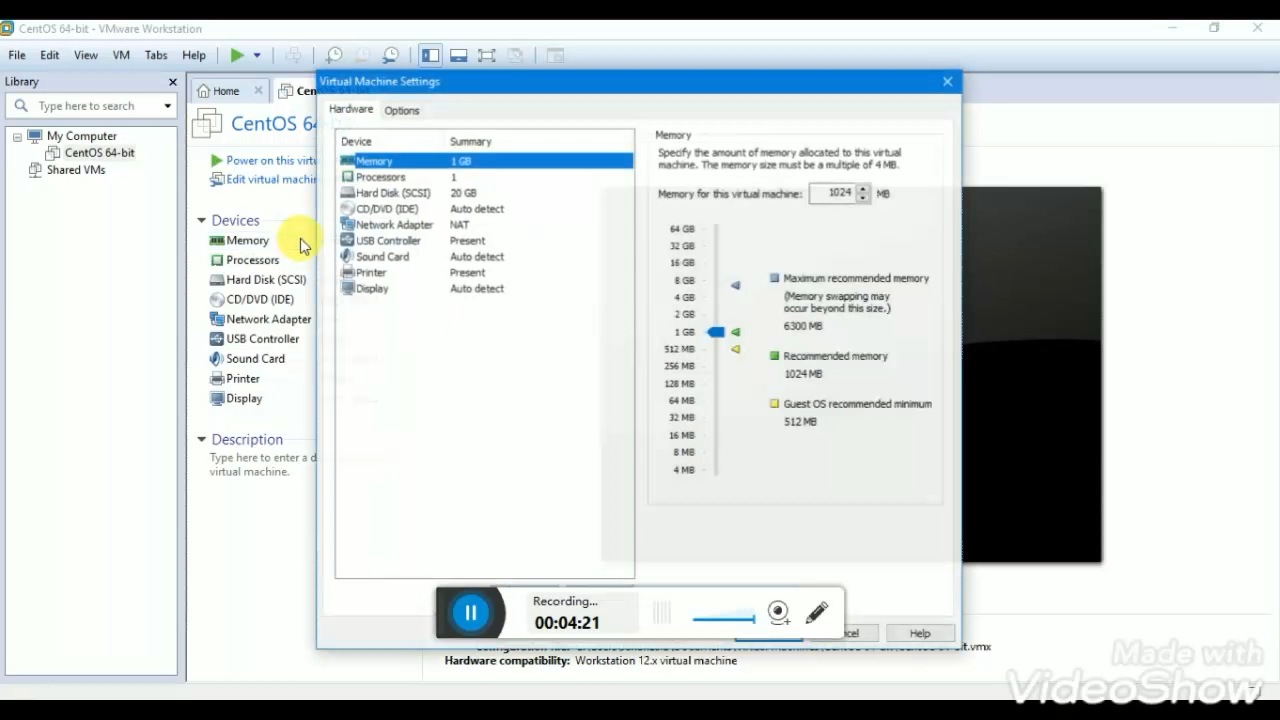 CentOS 64-bit - VMware Workstation
File Edit View VM Tabs Help
Library
Type here to search
My Computer
CentOS 64-bit
Shared VMs
Home
CentOS 64
Power on this virtu
Edit virtual machin
Devices
Memory
Processors
Hard Disk (SCSI)
CD/DVD (IDE)
Network Adapter
USB Controller
Sound Card
Printer
Display
Description
Type here to enter a d
virtual machine.
Virtual Machine Settings
Hardware Options
Device Summary
Memory 1 GB
Processors 1
Hard Disk (SCSI) 20 GB
CD/DVD (IDE) Auto detect
Network Adapter NAT
USB Controller Present
Sound Card Auto detect
Printer Present
Display Auto detect
Memory
Specify the amount of memory allocated to this virtual
machine. The memory size must be a multiple of 4 MB.
Memory for this virtual machine: 1024 MB
64 GB
32 GB
16 GB
8 GB
4 GB
2 GB
1 GB
512 MB
256 MB
128 MB
64 MB
32 MB
16 MB
8 MB
4 MB
Maximum recommended memory
(Memory swapping may
occur beyond this size.)
6300 MB
Recommended memory
1024 MB
Guest OS recommended minimum
512 MB
Recording...
00:04:21
Help
Hardware compatibility: Workstation 12.x virtual machine
Made with
VideoShow